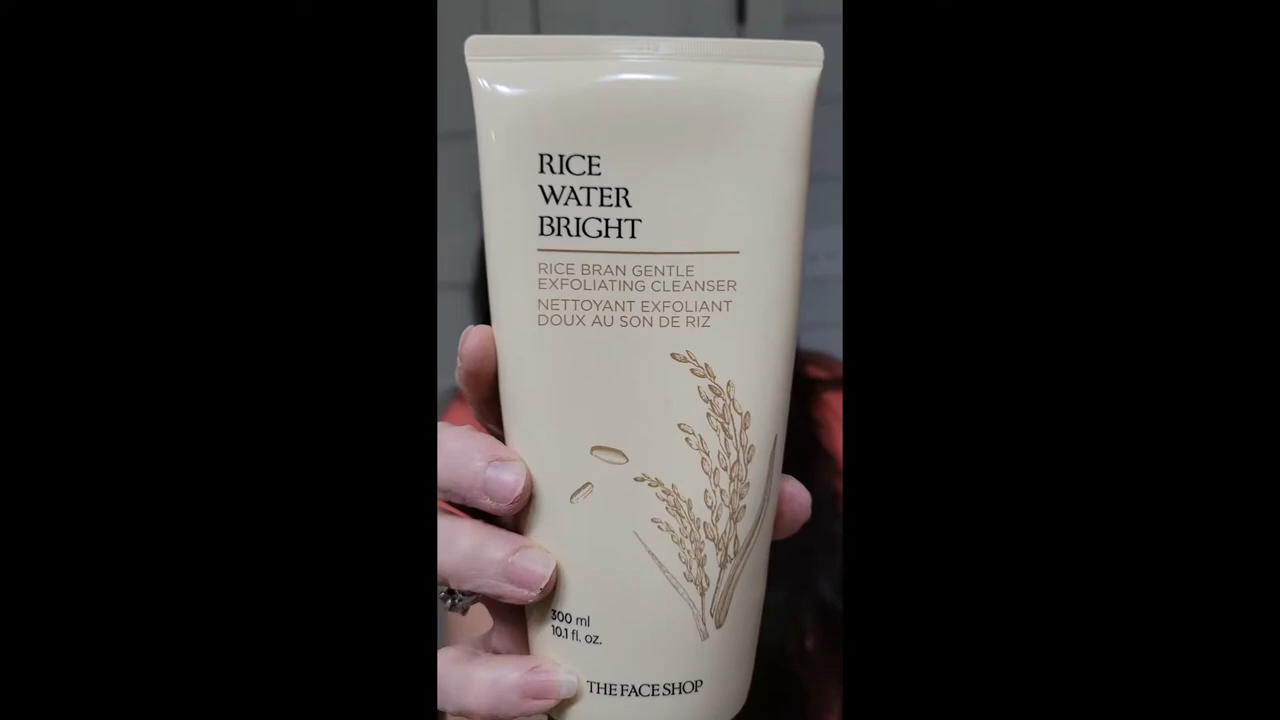 RICE
WATER
BRIGHT
RICE BRAN GENTLE
EXFOLIATING CLEANSER
NETTOYANT EXFOLIANT
DOUX AU SON DE RIZ
300 ml
10.1 fl. oz.
THE FACE SHOP